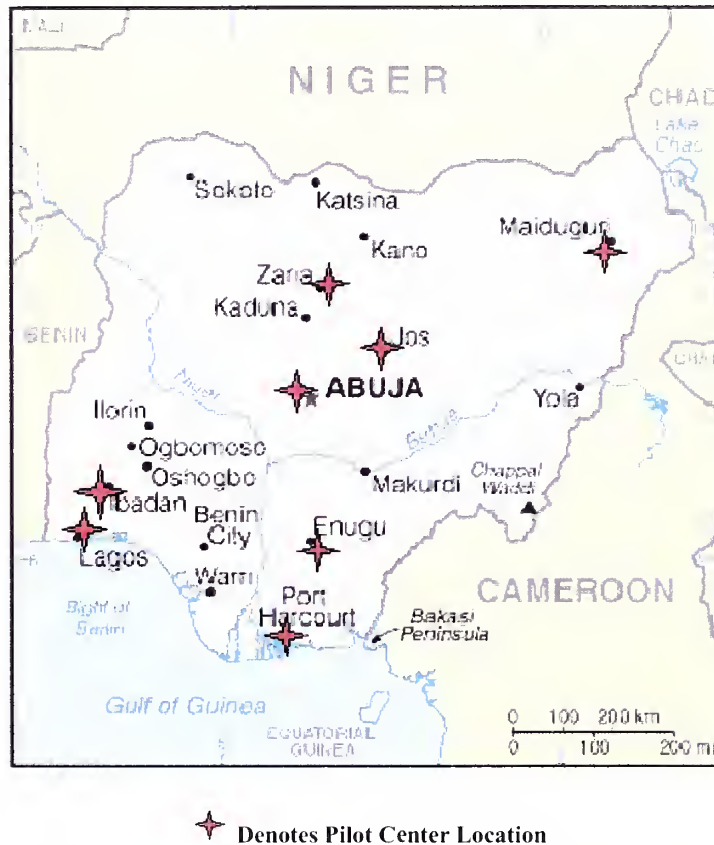 MALI
NIGER
CHAD
Lake
Chad
Sokoto
Katsina
Maiduguri
Kano
Zaria
Kaduna
BENIN
Jos
ABUJA
Niger
Yola
Benue
Ilorin
Ogbomoso
Oshogbo
Makurdi
Chappal
Waddi
Ibadan
Benin
City
Enugu
Lagos
Warri
CAMEROON
Port
Harcourt
Bight of
Benin
Bakasi
Peninsula
Gulf of Guinea
EQUATORIAL
GUINEA
0 100 200 km
0 100 200 mi
Denotes Pilot Center Location